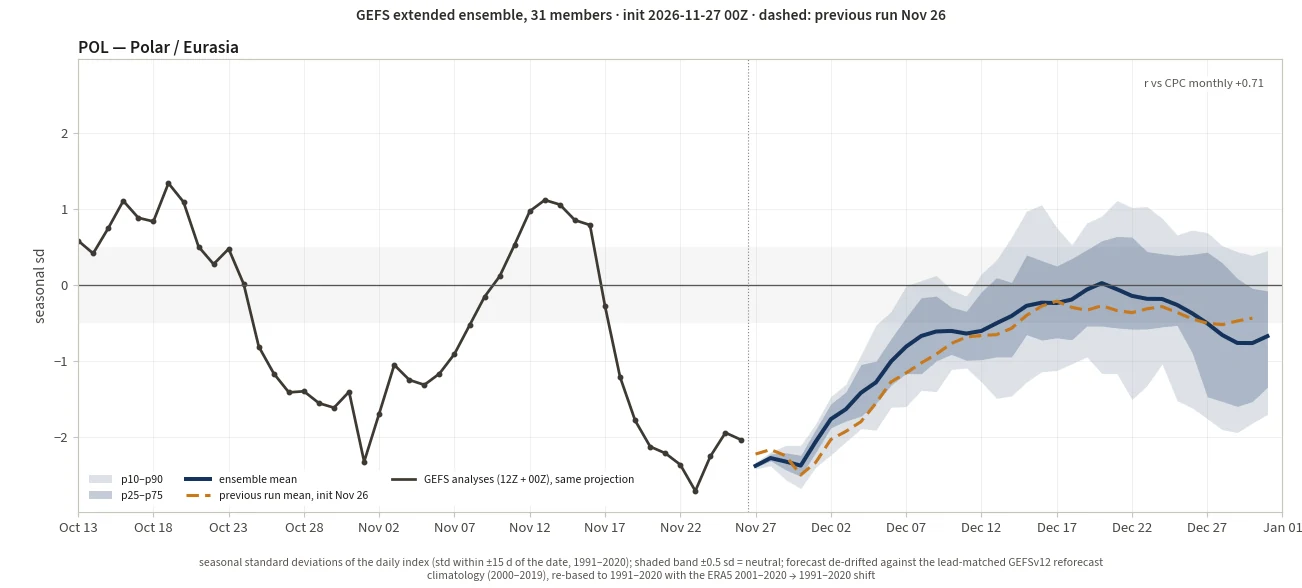 GEFS extended ensemble, 31 members · init 2026-11-27 00Z · dashed: previous run Nov 26
POL — Polar / Eurasia
r vs CPC monthly +0.71
seasonal sd
2
1
0
−1
−2
p10–p90
p25–p75
ensemble mean
previous run mean, init Nov 26
GEFS analyses (12Z + 00Z), same projection
Oct 13
Oct 18
Oct 23
Oct 28
Nov 02
Nov 07
Nov 12
Nov 17
Nov 22
Nov 27
Dec 02
Dec 07
Dec 12
Dec 17
Dec 22
Dec 27
Jan 01
seasonal standard deviations of the daily index (std within ±15 d of the date, 1991–2020); shaded band ±0.5 sd = neutral; forecast de-drifted against the lead-matched GEFSv12 reforecast
climatology (2000–2019), re-based to 1991–2020 with the ERA5 2001–2020 → 1991–2020 shift